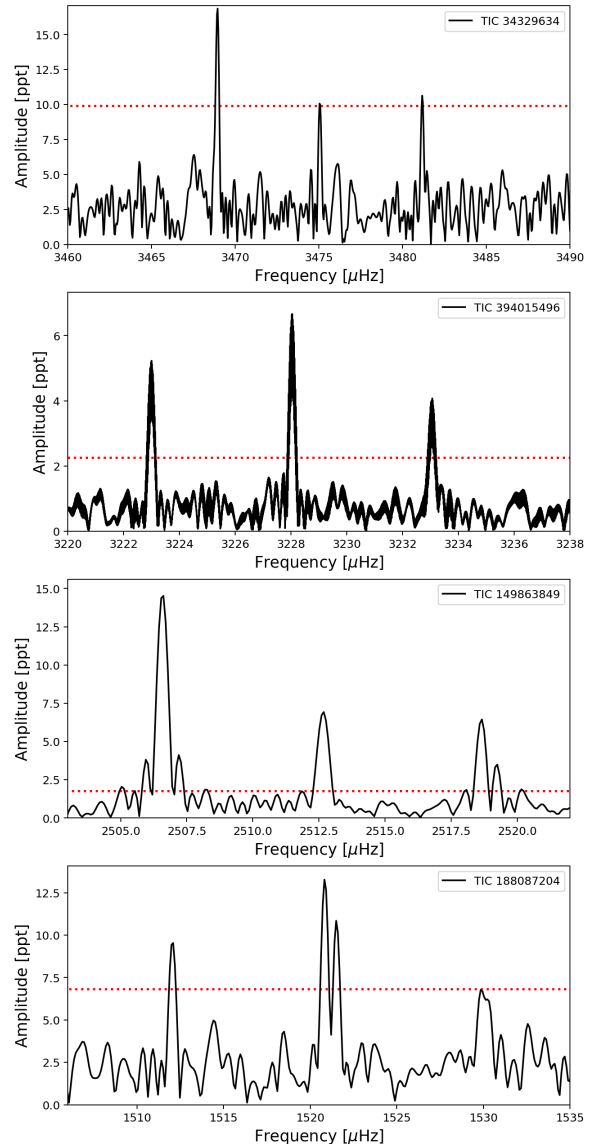 TIC 34329634
Amplitude [ppt]
15.0
12.5
10.0
7.5
5.0
2.5
0.0
3460 3465 3470 3475 3480 3485 3490
Frequency [μHz]
TIC 394015496
Amplitude [ppt]
6
4
2
0
3220 3222 3224 3226 3228 3230 3232 3234 3236 3238
Frequency [μHz]
TIC 149863849
Amplitude [ppt]
15.0
12.5
10.0
7.5
5.0
2.5
0.0
2505.0 2507.5 2510.0 2512.5 2515.0 2517.5 2520.0
Frequency [μHz]
TIC 188087204
Amplitude [ppt]
12.5
10.0
7.5
5.0
2.5
0.0
1510 1515 1520 1525 1530 1535
Frequency [μHz]